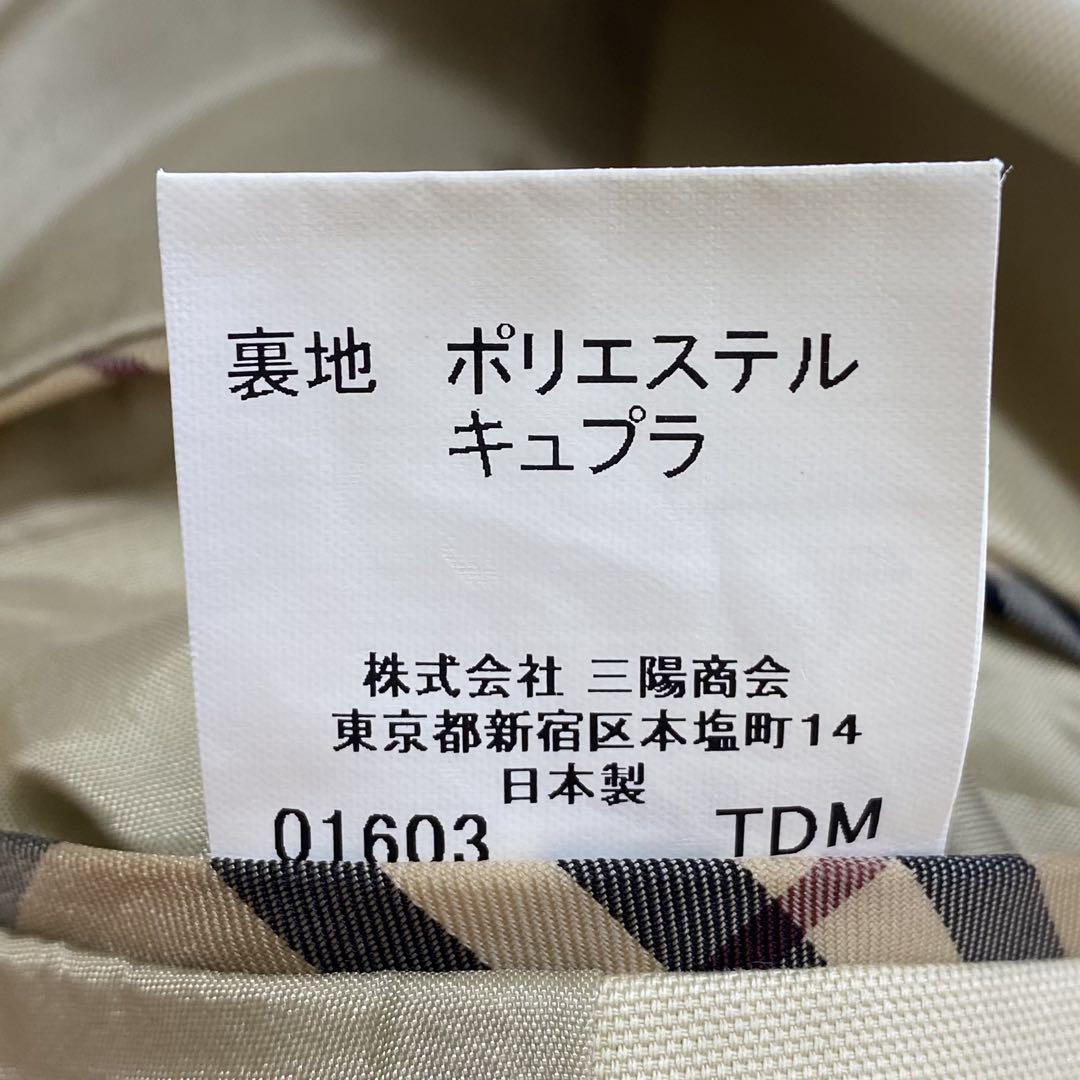 裏地 ポリエステル
キュプラ
株式会社 三陽商会
東京都新宿区本塩町14
日本製
01603 TDM